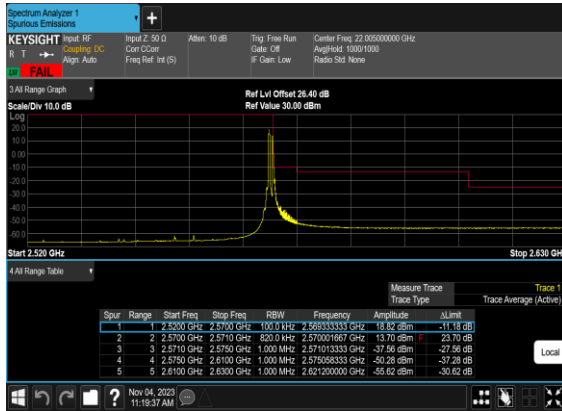 Spectrum Analyzer 1
Spurious Emissions
KEYSIGHT Input: RF Input Z: 50 Ω Atten: 10 dB Trig: Free Run Center Freq: 22.005000000 GHz
R T Coupling: DC Corr CCorr Gate: Off Avg|Hold: 1000/1000
Align: Auto Freq Ref: Int (S) IF Gain: Low Radio Std: None
LV FAIL
3 All Range Graph
Ref Lvl Offset 26.40 dB
Scale/Div 10.0 dB Ref Value 30.00 dBm
Log
20.0
10.0
0.00
-10.0
-20.0
-30.0
-40.0
-50.0
-60.0
Start 2.520 GHz Stop 2.630 GH
4 All Range Table
Measure Trace Trace 1
Trace Type Trace Average (Active)
Spur Range Start Freq Stop Freq RBW Frequency Amplitude ΔLimit
1 1 2.5200 GHz 2.5700 GHz 100.0 kHz 2.569333333 GHz 18.82 dBm -11.18 dB
2 2 2.5700 GHz 2.5710 GHz 820.0 kHz 2.570001667 GHz 13.70 dBm F 23.70 dB
3 3 2.5710 GHz 2.5750 GHz 1.000 MHz 2.571013333 GHz -37.56 dBm -27.56 dB
4 4 2.5750 GHz 2.6100 GHz 1.000 MHz 2.575058333 GHz -50.28 dBm -37.28 dB
5 5 2.6100 GHz 2.6300 GHz 1.000 MHz 2.621200000 GHz -55.62 dBm -30.62 dB
Local
? Nov 04, 2023
11:19:37 AM